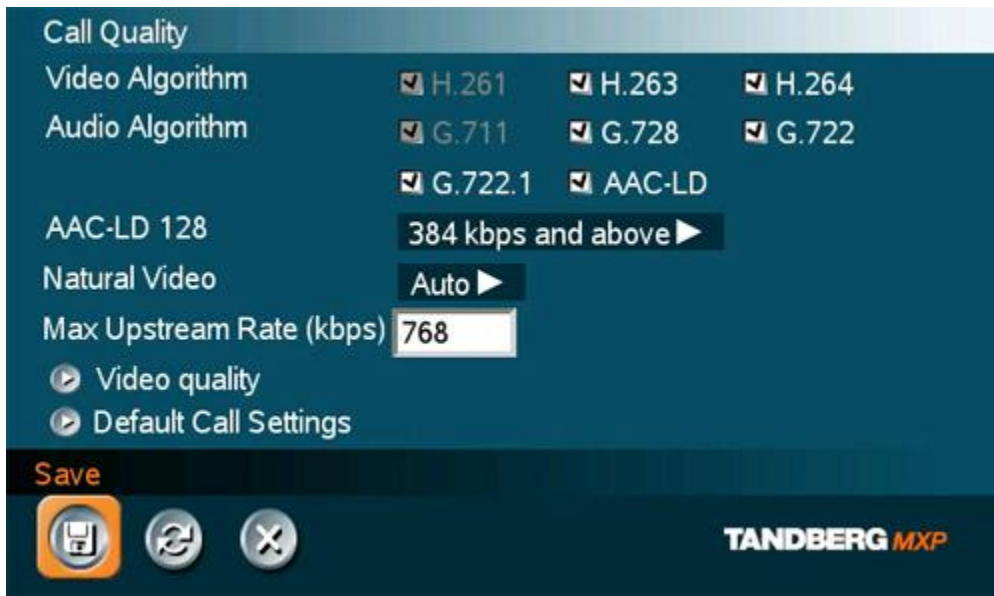 Call Quality
Video Algorithm H.261 H.263 H.264
Audio Algorithm G.711 G.728 G.722
G.722.1 AAC-LD
AAC-LD 128 384 kbps and above
Natural Video Auto
Max Upstream Rate (kbps) 768
Video quality
Default Call Settings
Save
TANDBERG MXP